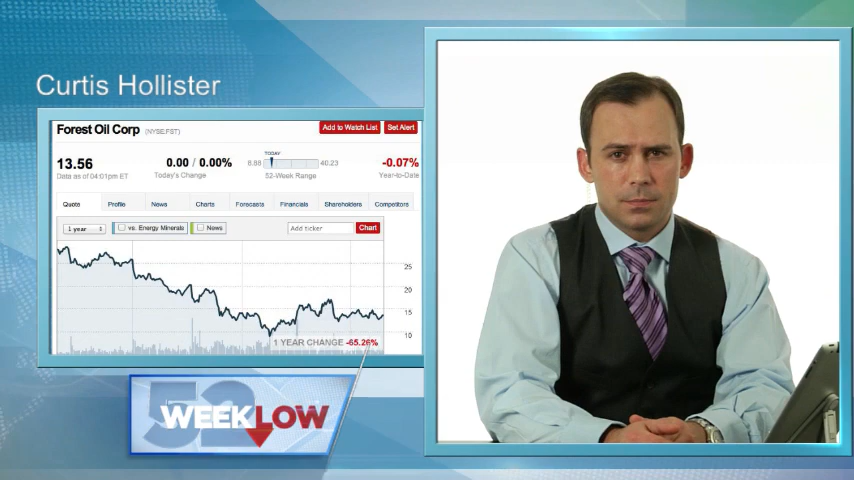 Curtis Hollister
Forest Oil Corp (NYSE:FST)
Add to Watch List
Set Alert
13.56
Data as of 04:01pm ET
0.00 / 0.00%
Today's Change
TODAY
8.88
40.23
52-Week Range
-0.07%
Year-to-Date
Quote Profile News Charts Forecasts Financials Shareholders Competitors
1 year
vs. Energy Minerals
News
Add ticker
Chart
25
20
15
10
1 YEAR CHANGE -65.26%
52
WEEK LOW